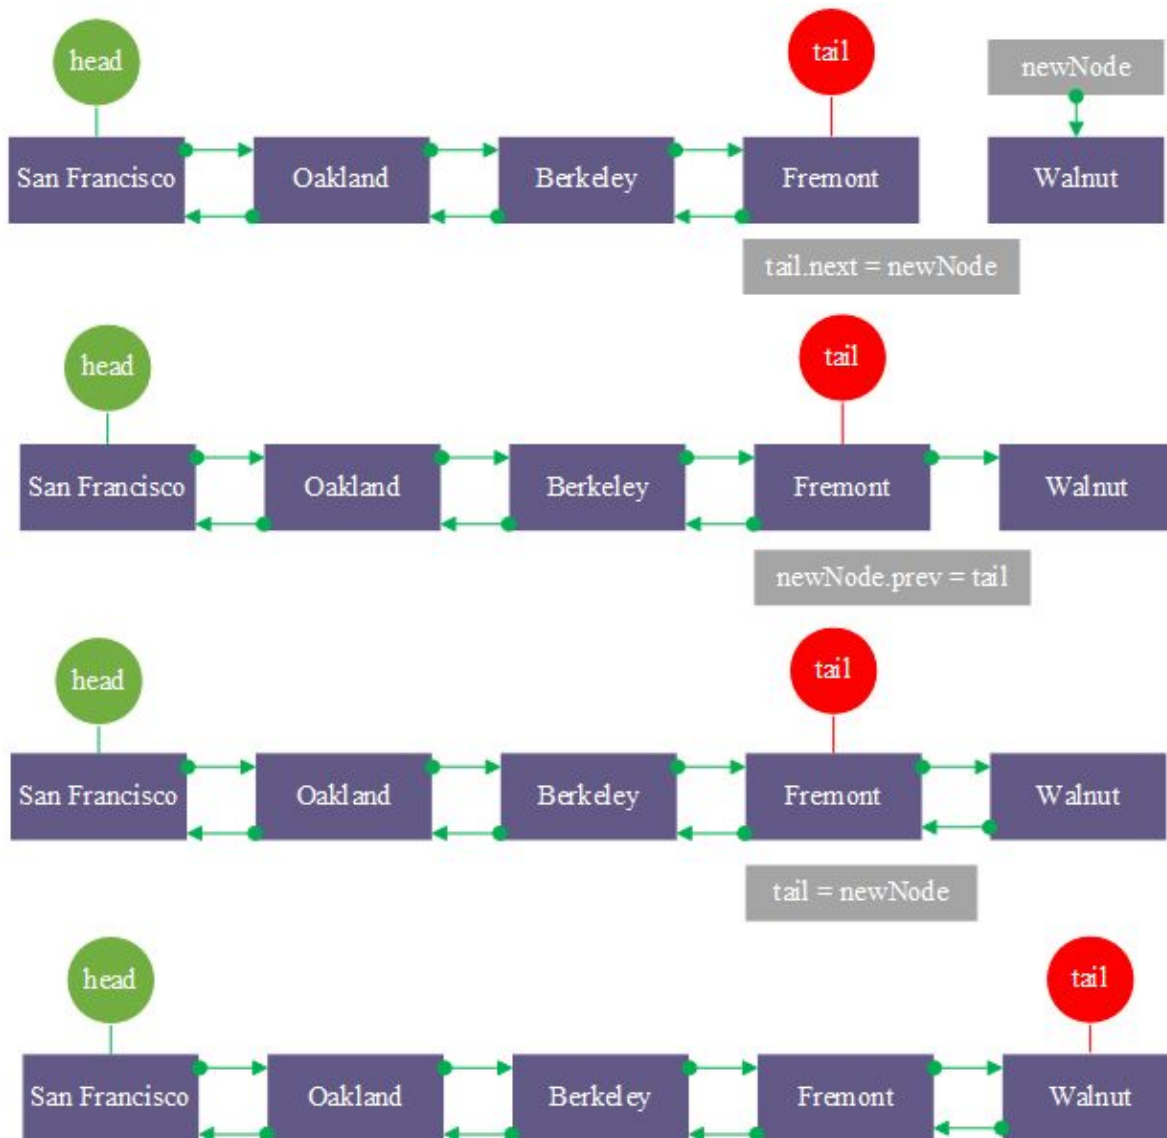 head
tail
newNode
San Francisco
Oakland
Berkeley
Fremont
Walnut
tail.next = newNode
head
tail
San Francisco
Oakland
Berkeley
Fremont
Walnut
newNode.prev = tail
head
tail
San Francisco
Oakland
Berkeley
Fremont
Walnut
tail = newNode
head
tail
San Francisco
Oakland
Berkeley
Fremont
Walnut